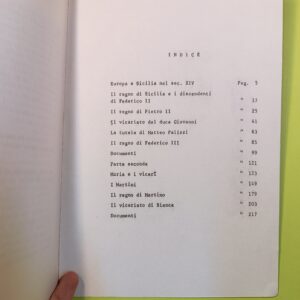 INDICE
Europa e Sicilia nel sec. XIV Pag. 5
Il regno di Sicilia e i discendenti
di Federico II " 17
Il regno di Pietro II " 25
Il vicariato del duca Giovanni " 41
La tutela di Matteo Palizzi " 63
Il regno di Federico III " 85
Documenti " 99
Parte seconda " 121
Maria e i vicari " 123
I Martini " 149
Il regno di Martino " 179
Il vicariato di Bianca " 203
Documenti " 217